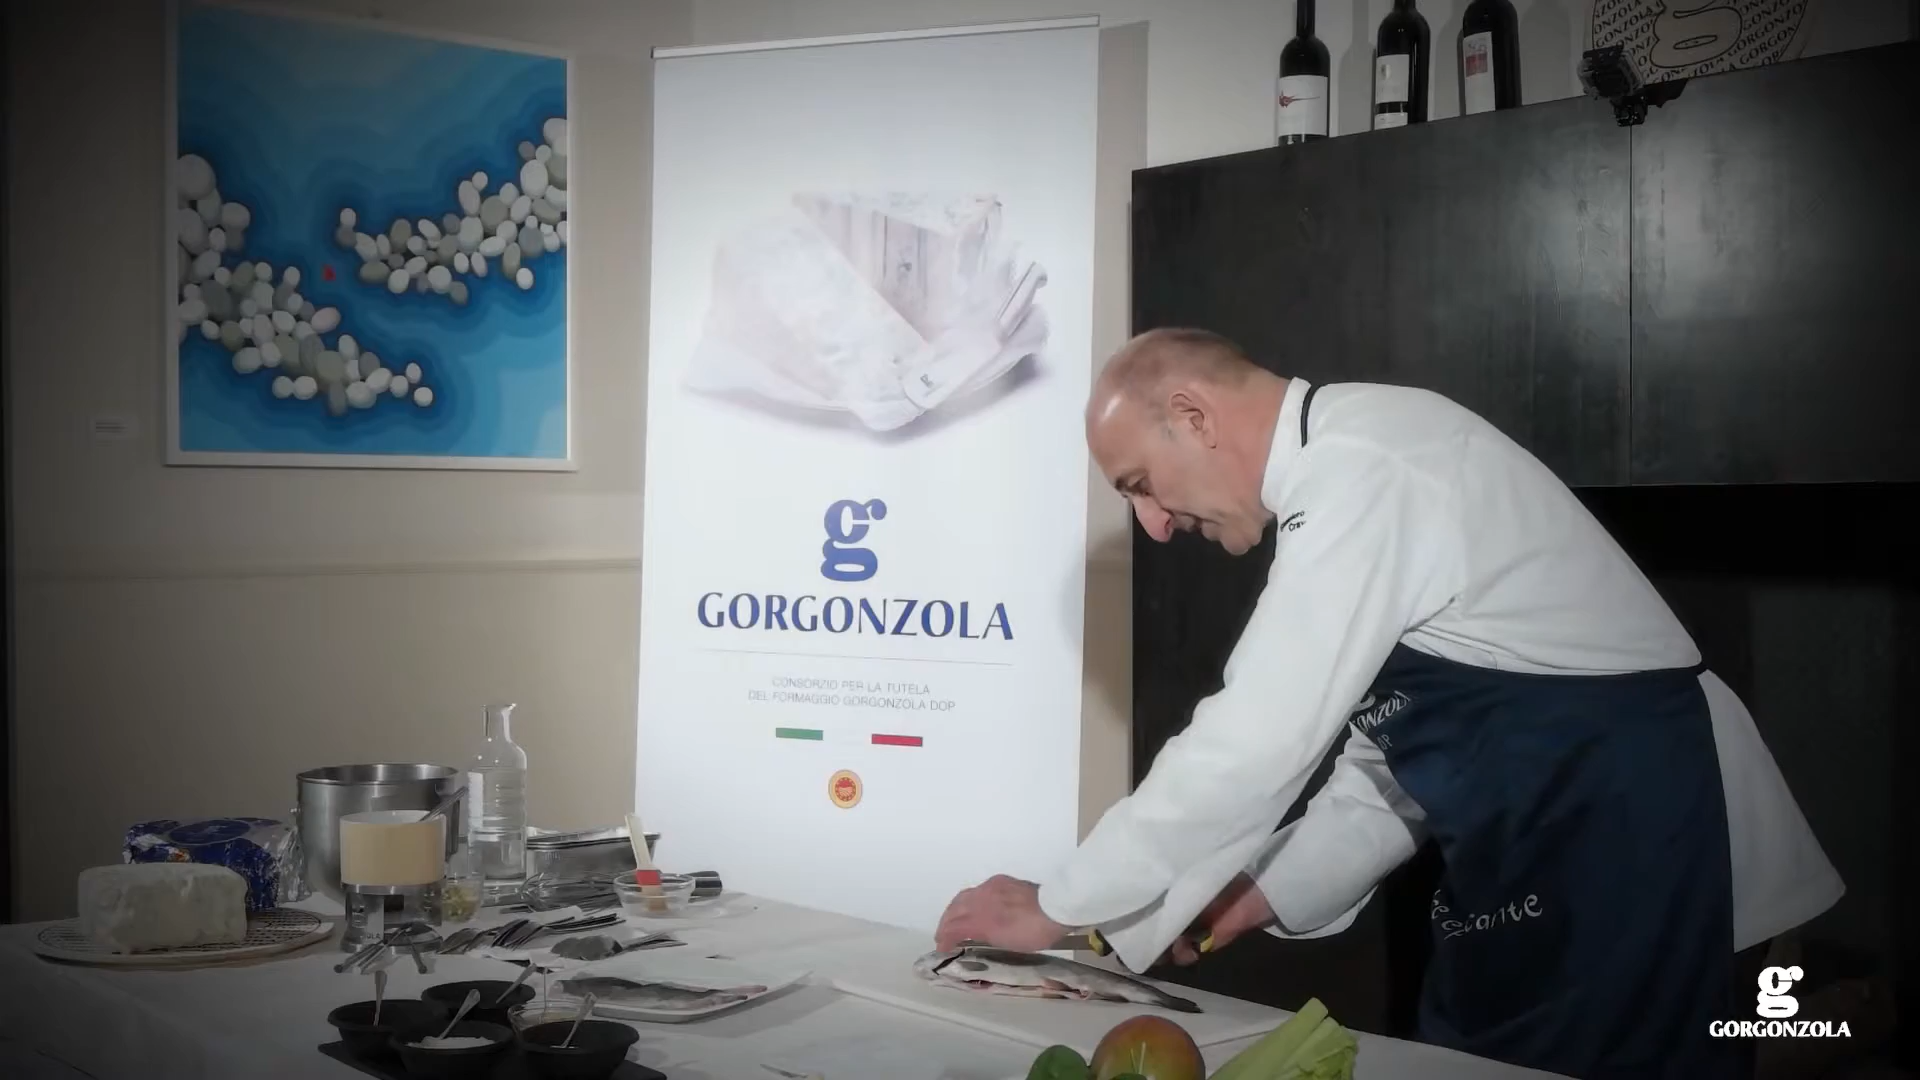 g
GORGONZOLA
CONSORZIO PER LA TUTELA
DEL FORMAGGIO GORGONZOLA DOP
g
GORGONZOLA